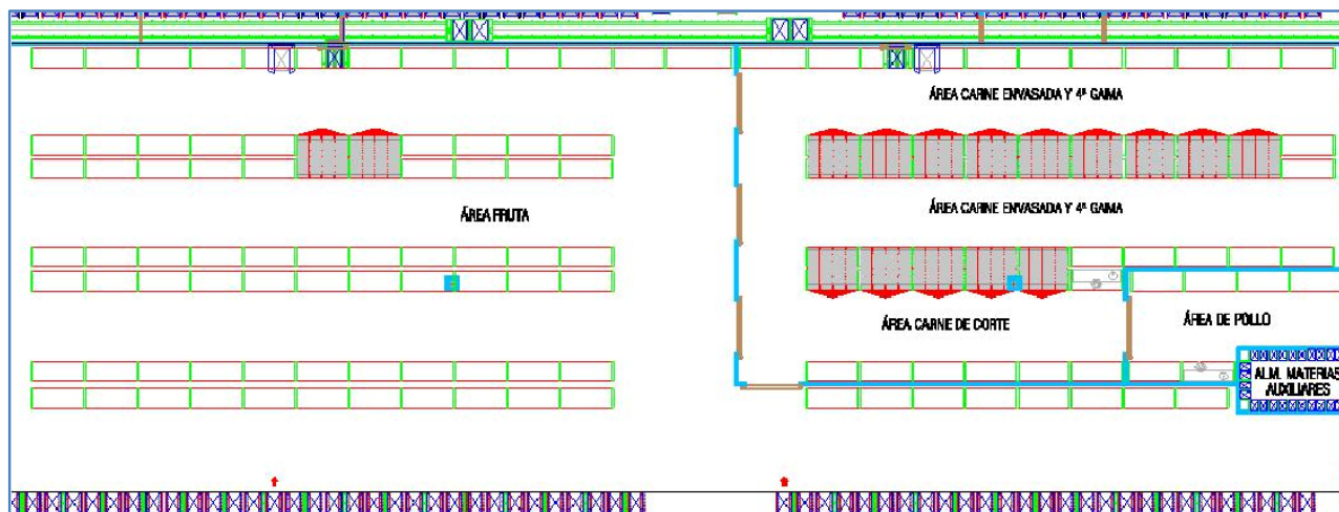 ÁREA CARNE ENVASADA Y 4ª GAMA
ÁREA FRUTA
ÁREA CARNE ENVASADA Y 4ª GAMA
ÁREA CARNE DE CORTE
ÁREA DE POLLO
ALM. MATERIAS
AUXILIARES